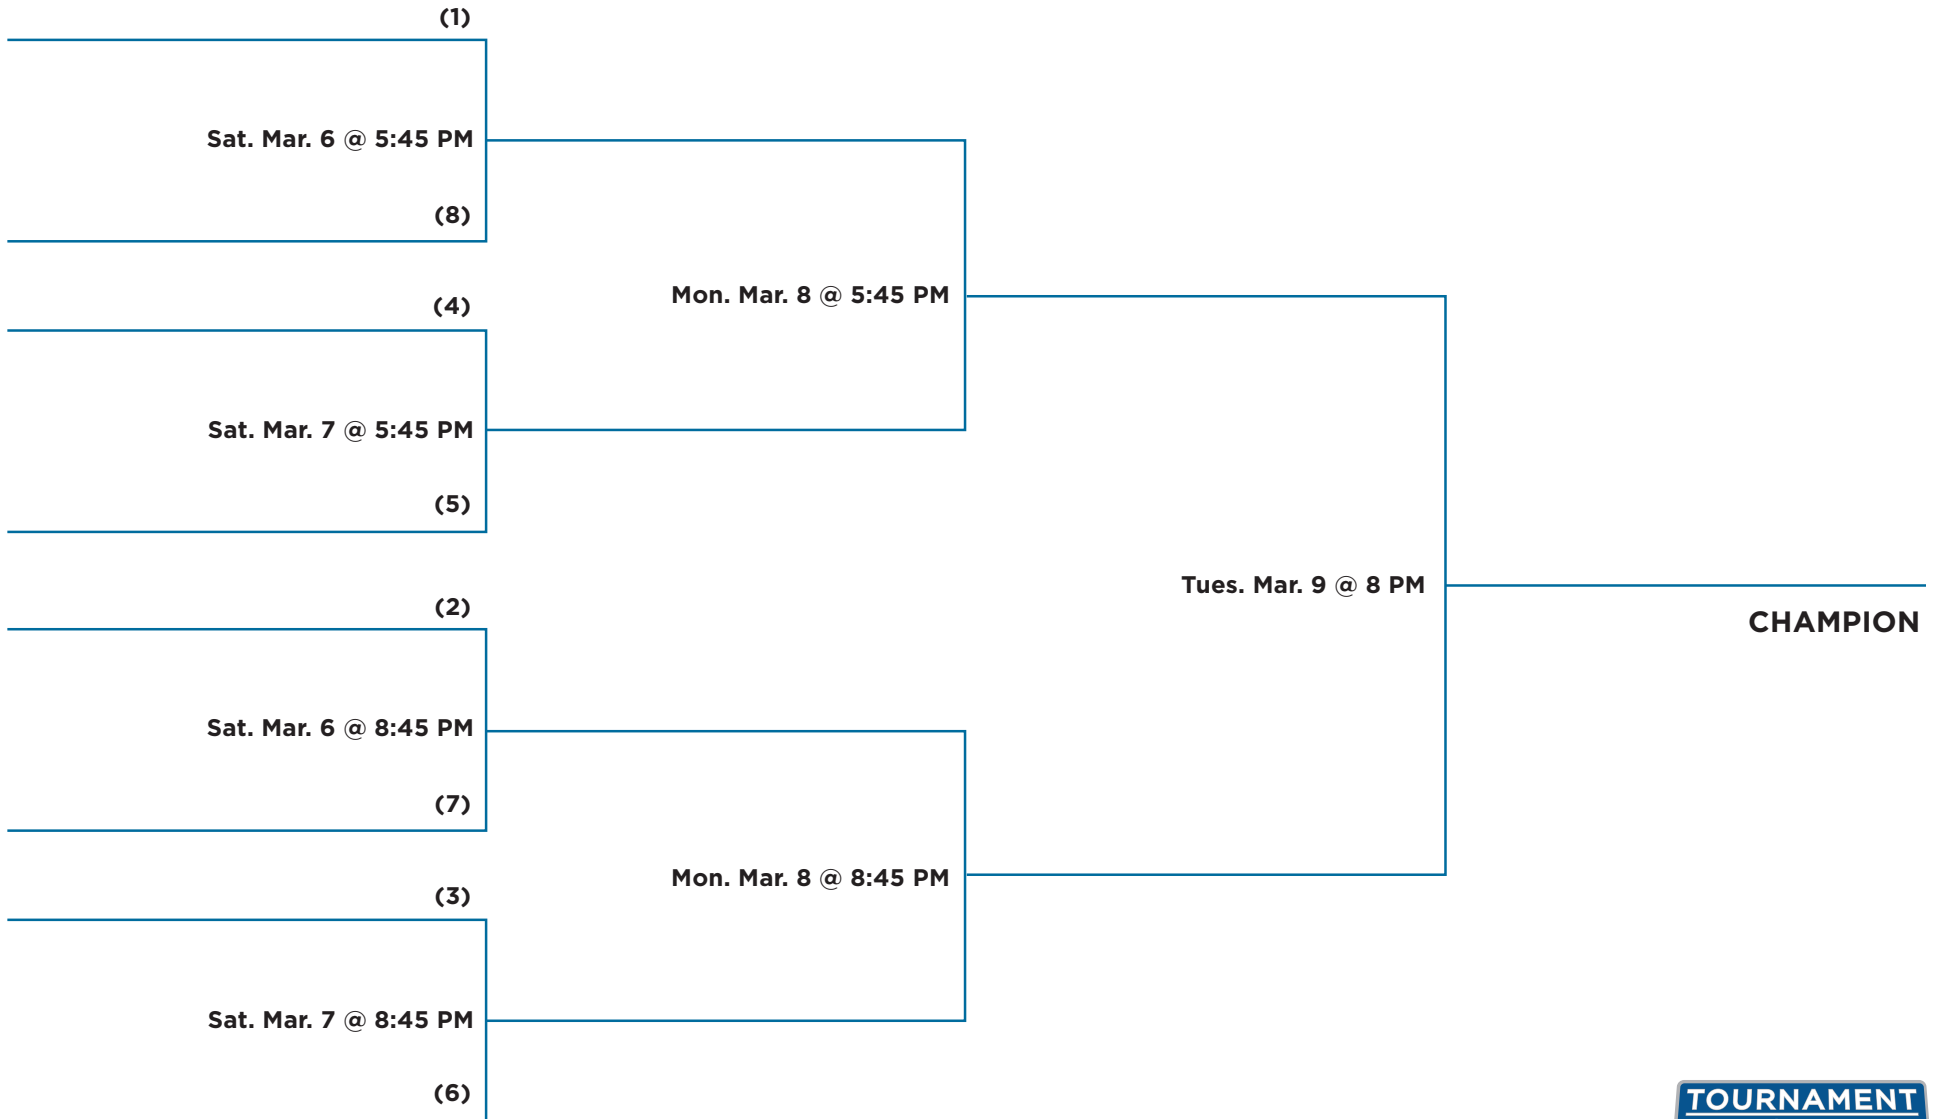 (1)
Sat. Mar. 6 @ 5:45 PM
(8)
Mon. Mar. 8 @ 5:45 PM
(4)
Sat. Mar. 7 @ 5:45 PM
(5)
Tues. Mar. 9 @ 8 PM
CHAMPION
(2)
Sat. Mar. 6 @ 8:45 PM
(7)
Mon. Mar. 8 @ 8:45 PM
(3)
Sat. Mar. 7 @ 8:45 PM
(6)
TOURNAMENT